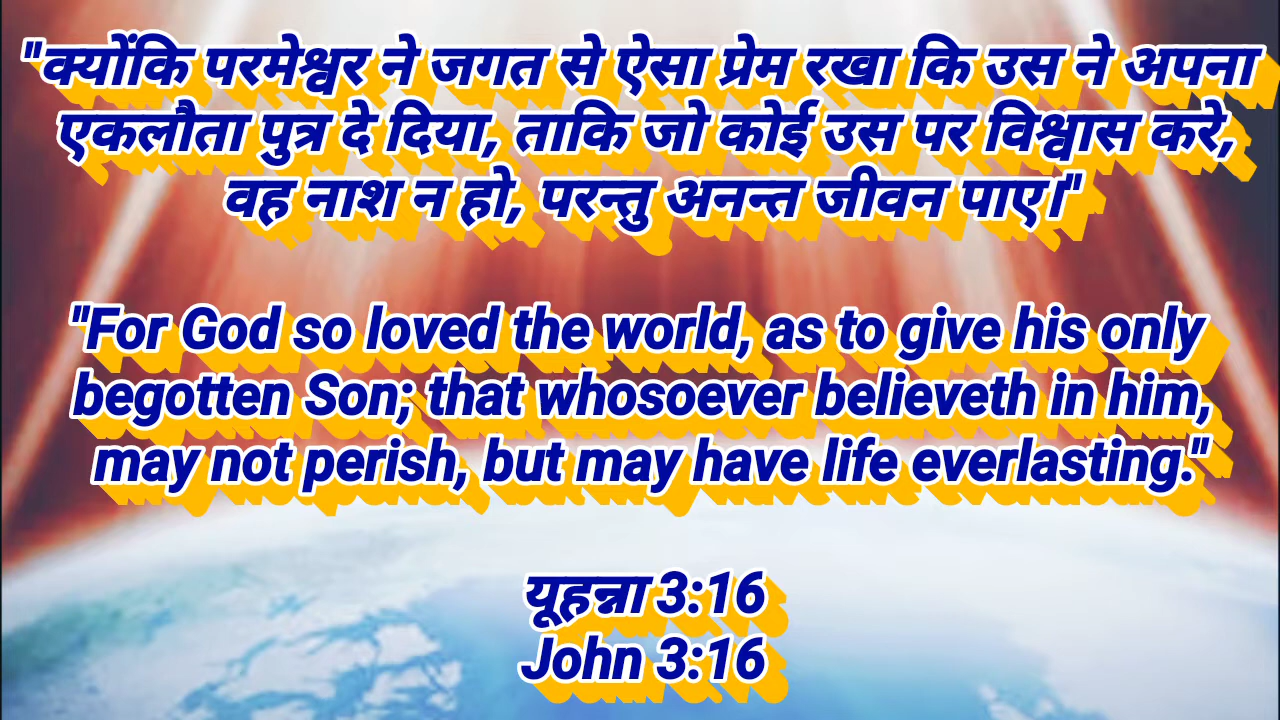 "क्योंकि परमेश्वर ने जगत से ऐसा प्रेम रखा कि उस ने अपना
एकलौता पुत्र दे दिया, ताकि जो कोई उस पर विश्वास करे,
वह नाश न हो, परन्तु अनन्त जीवन पाए।"
"For God so loved the world, as to give his only
begotten Son; that whosoever believeth in him,
may not perish, but may have life everlasting."
यूहन्ना 3:16
John 3:16